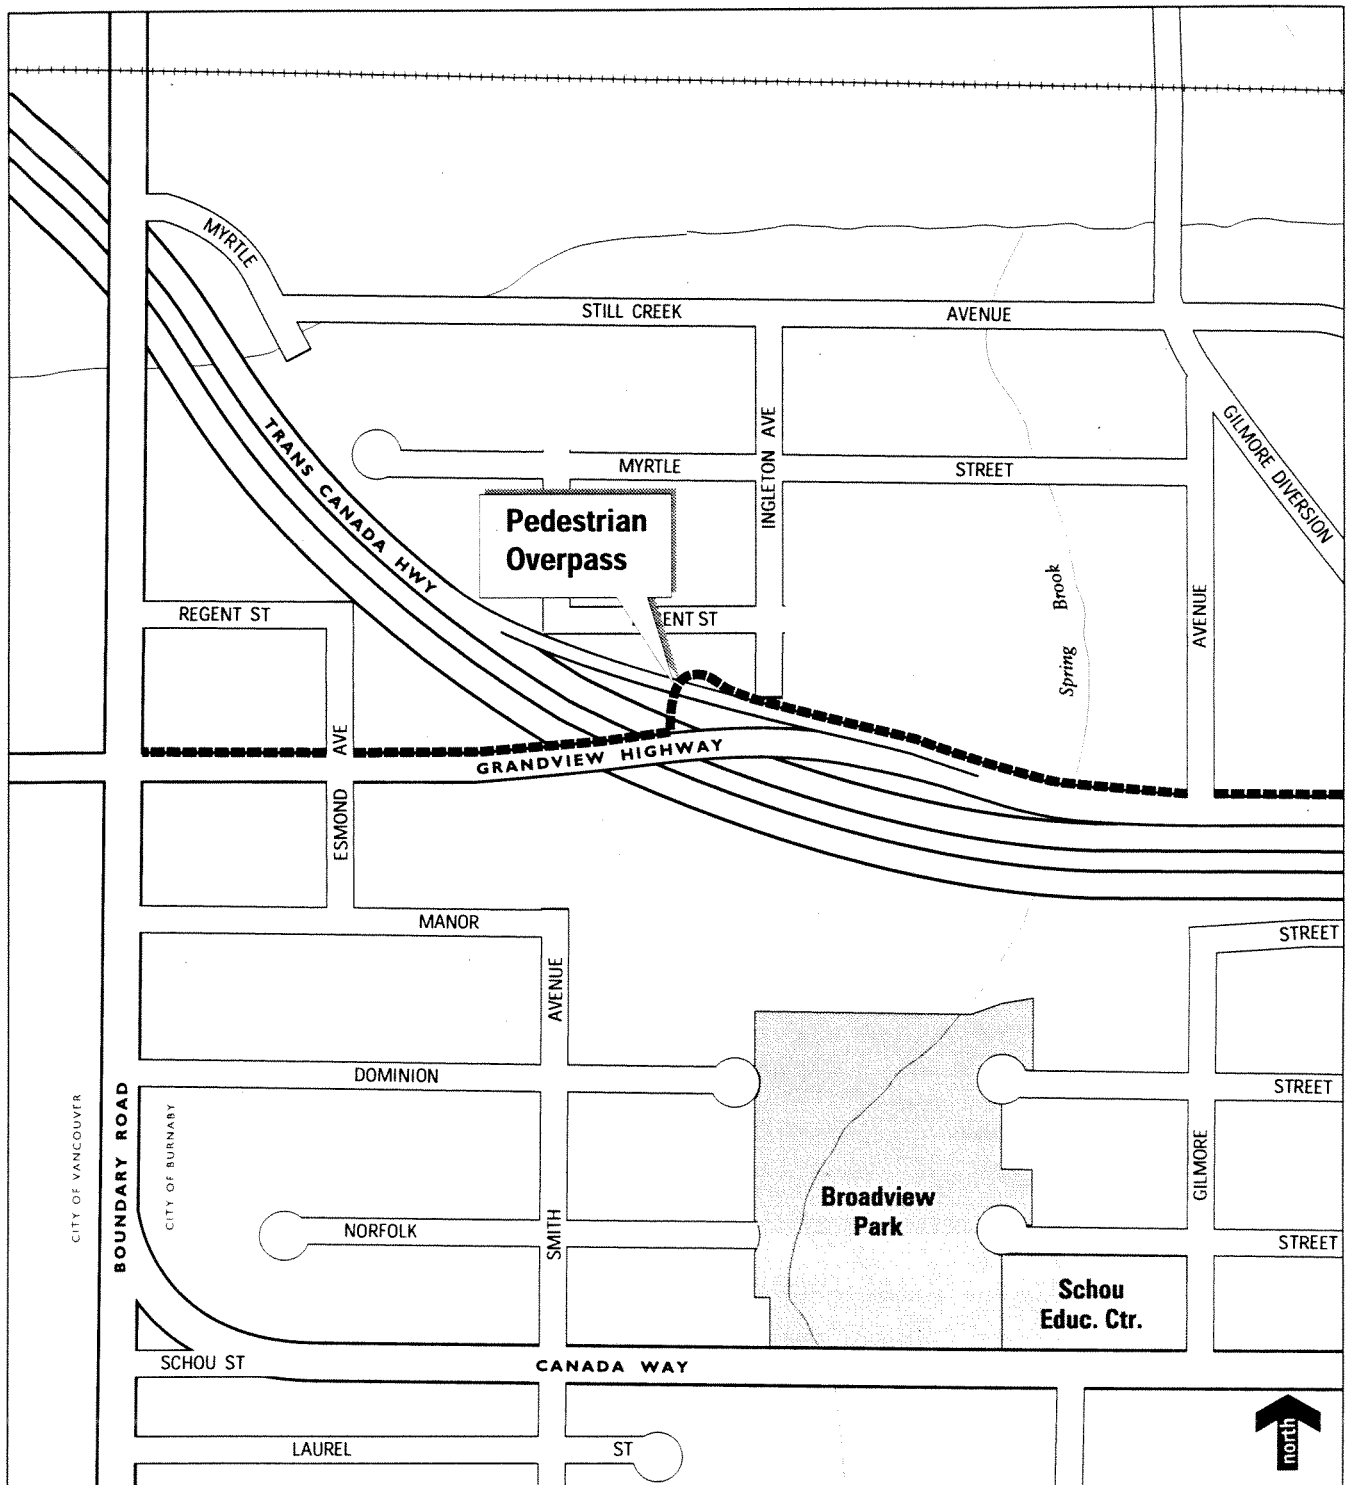 MYRTLE
STILL CREEK AVENUE
GILMORE DIVERSION
TRANS CANADA HWY
INGLETON AVE
MYRTLE STREET
Pedestrian
Overpass
REGENT ST
ENT ST
Spring Brook
AVENUE
AVE
GRANDVIEW HIGHWAY
ESMOND
MANOR
STREET
AVENUE
DOMINION
STREET
CITY OF VANCOUVER
BOUNDARY ROAD
CITY OF BURNABY
GILMORE
Broadview
Park
NORFOLK
SMITH
STREET
Schou
Educ. Ctr.
SCHOU ST
CANADA WAY
LAUREL ST
north